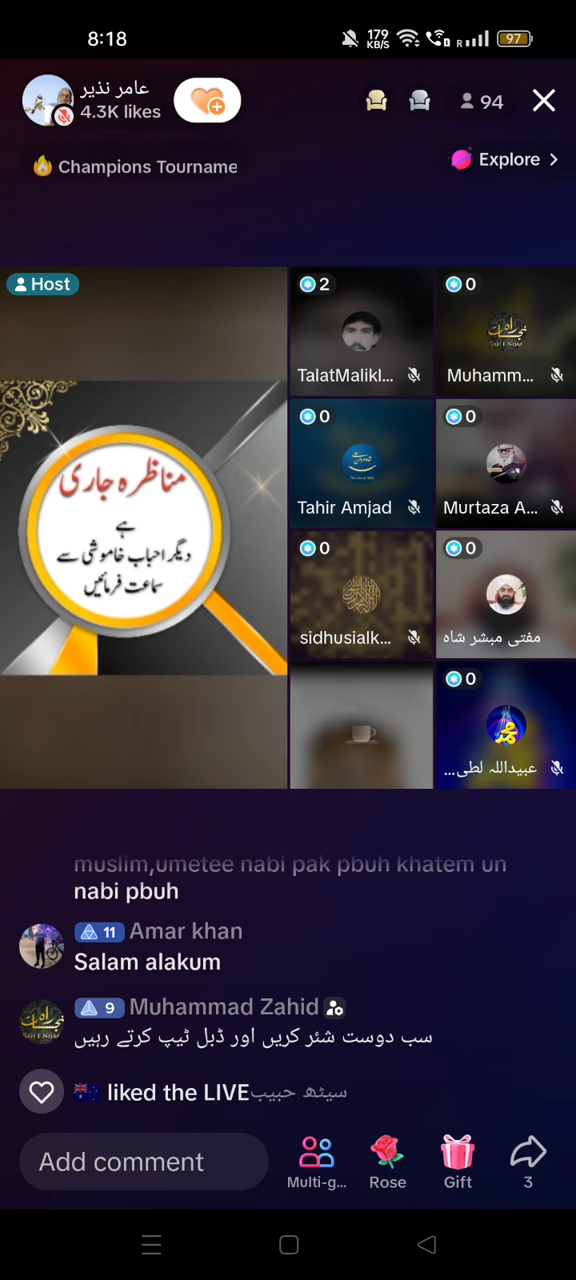 8:18
179
KB/S
R
97
عامر نذیر
4.3K likes
94
Champions Tourname
Explore
Host
مناظرہ جاری
ہے
دیگر احباب خاموشی سے
سماعت فرمائیں
2
TalatMalikI...
0
Muhamm...
0
Tahir Amjad
0
Murtaza A...
0
sidhusialk...
0
مفتی مبشر شاہ
0
عبیداللہ لطی...
muslim,umetee nabi pak pbuh khatem un
nabi pbuh
11 Amar khan
Salam alakum
9 Muhammad Zahid
سب دوست شئر کریں اور ڈبل ٹیپ کرتے رہیں
liked the LIVE سیٹھ حبیب
Add comment
Multi-g...
Rose
Gift
3